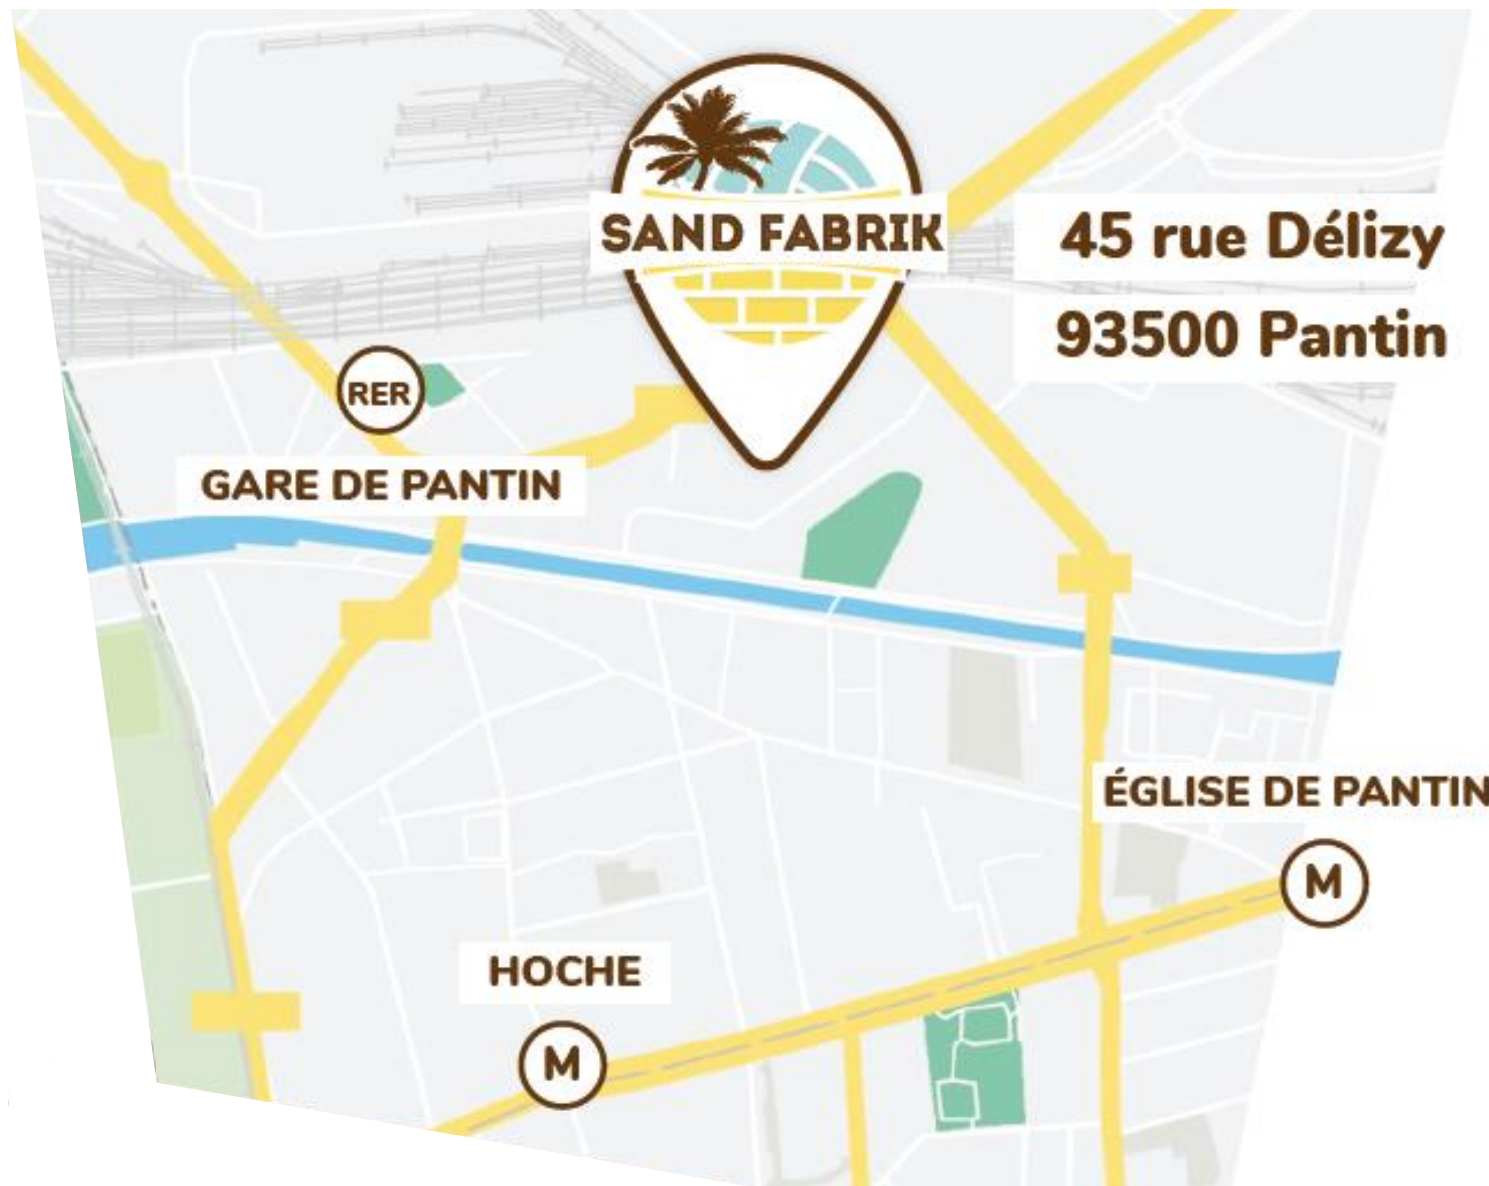 SAND FABRIK
45 rue Délizy
93500 Pantin
RER
GARE DE PANTIN
ÉGLISE DE PANTIN
M
HOCHE
M